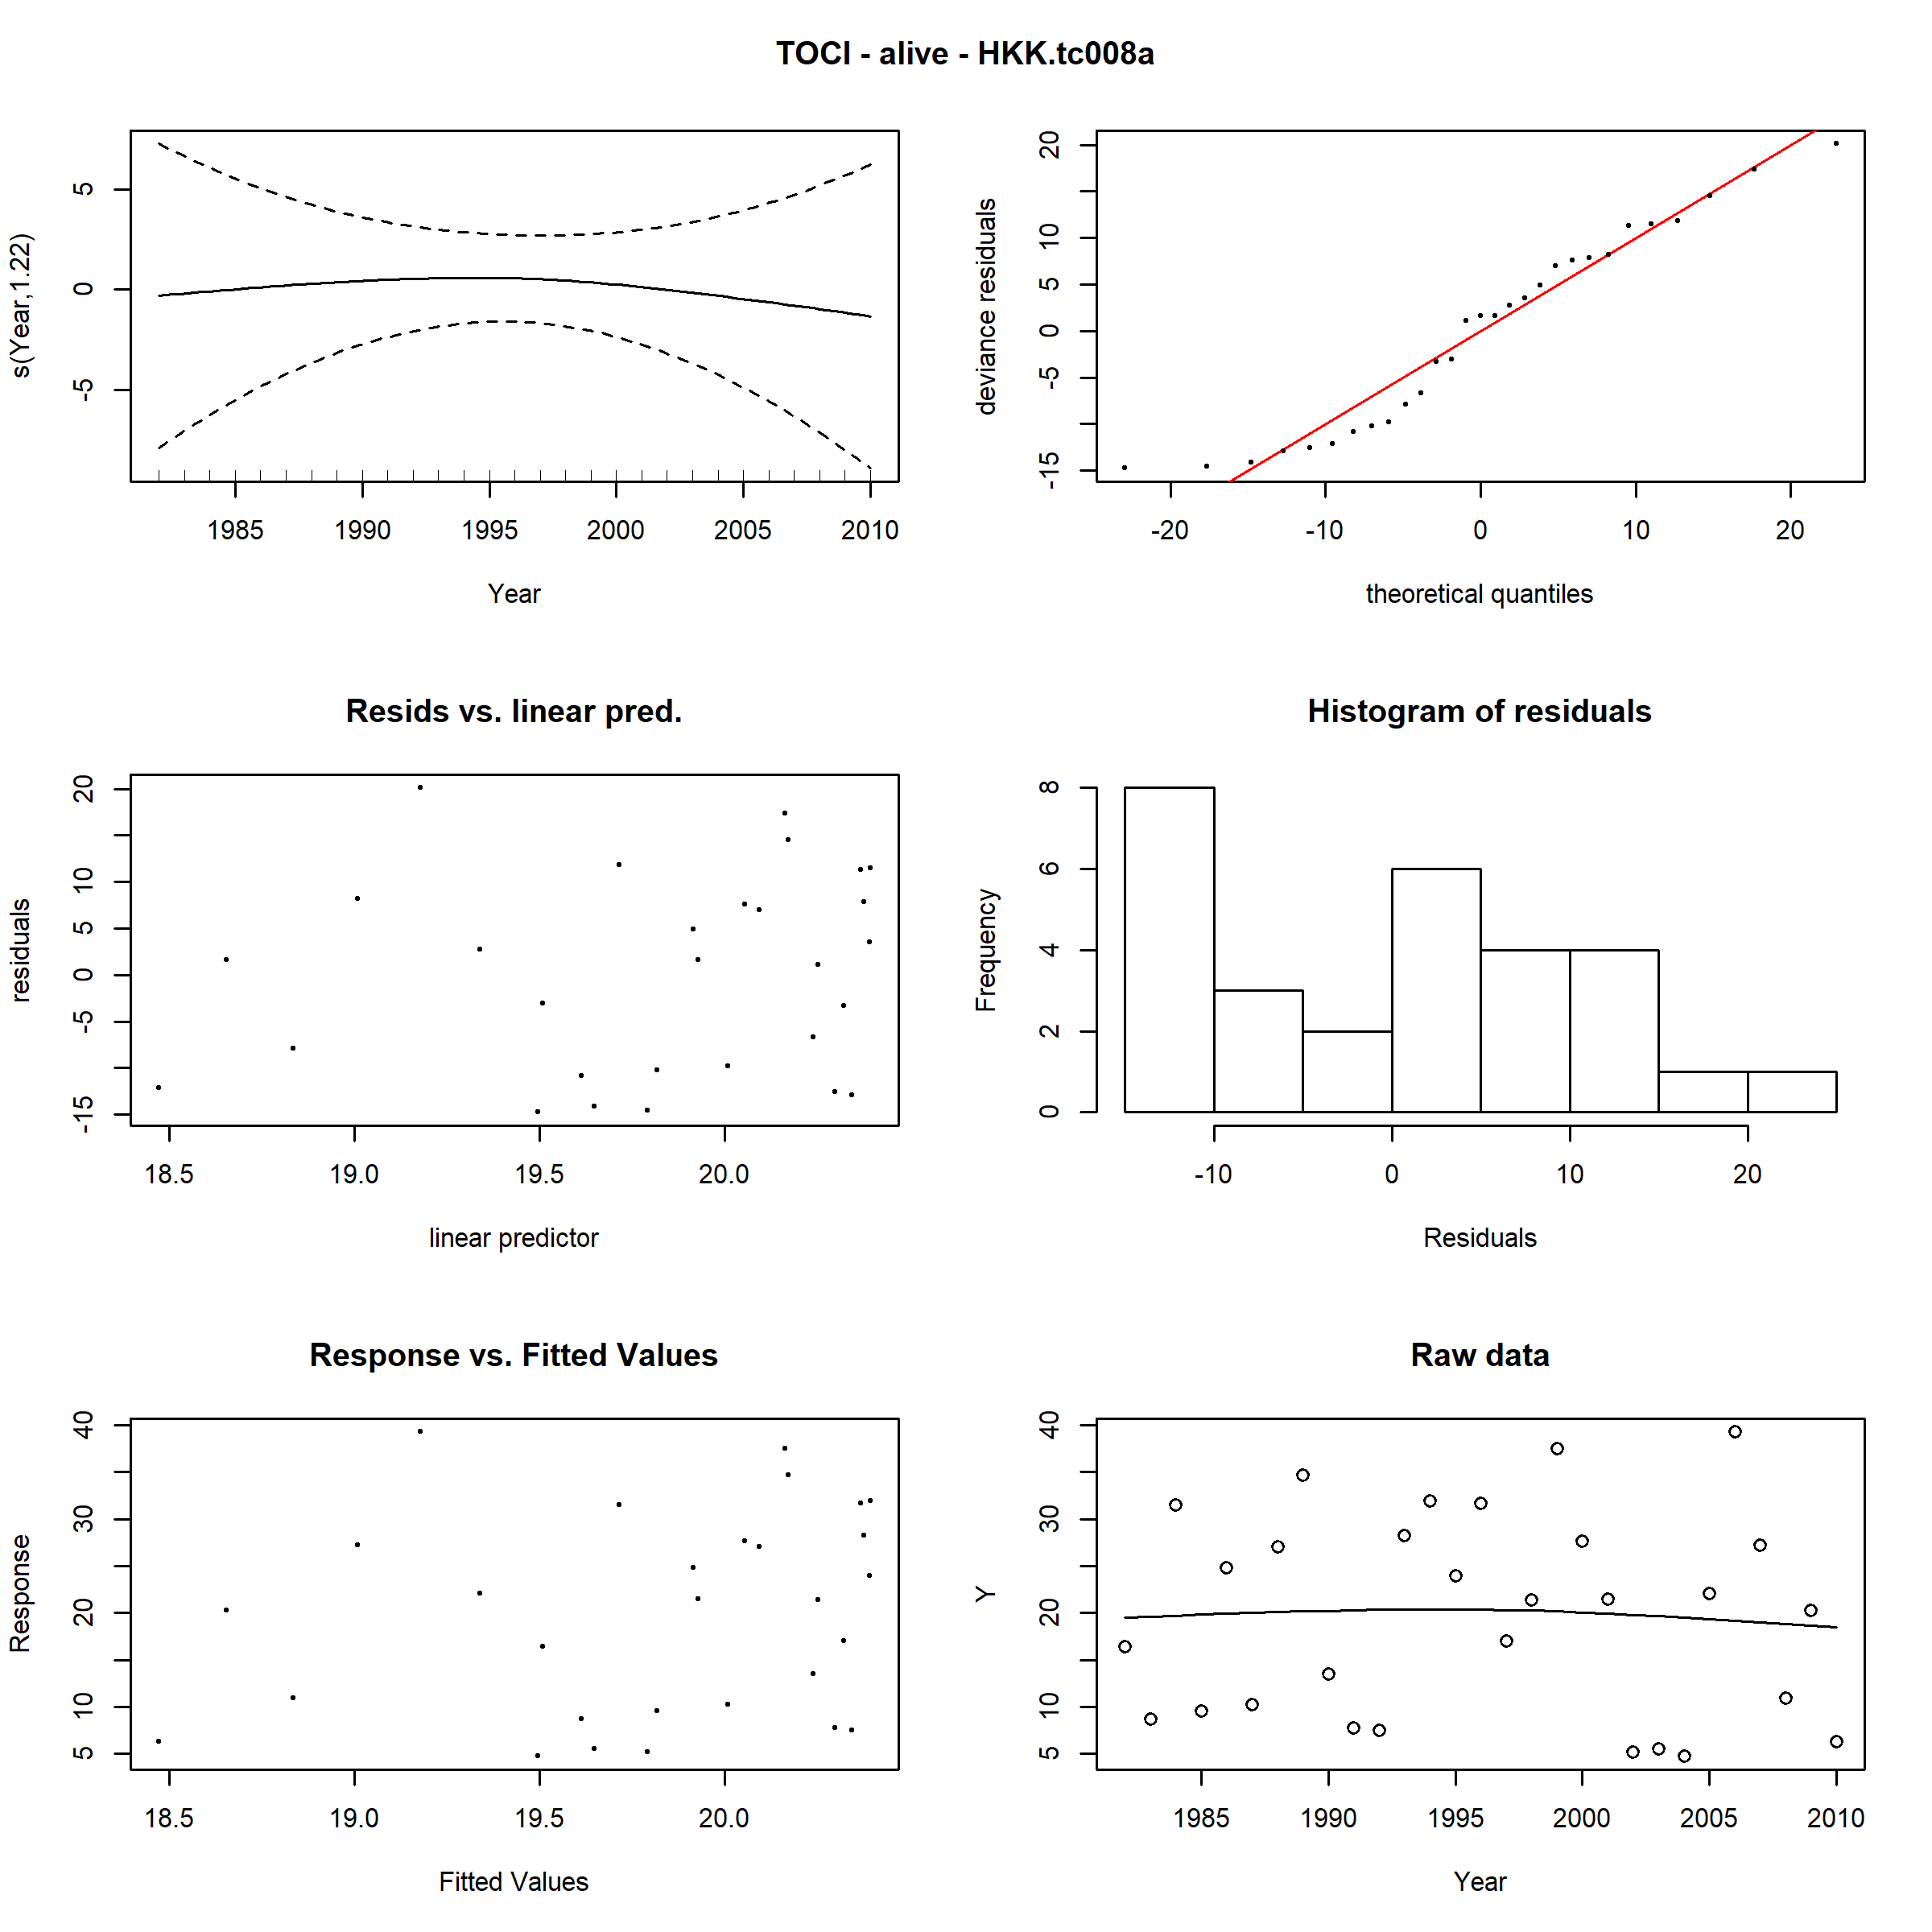 TOCI - alive - HKK.tc008a
s(Year,1.22)
5
0
-5
1985 1990 1995 2000 2005 2010
Year
deviance residuals
20
10
5
0
-5
-15
-20 -10 0 10 20
theoretical quantiles
Resids vs. linear pred.
residuals
20
10
5
0
-5
-15
18.5 19.0 19.5 20.0
linear predictor
Histogram of residuals
Frequency
8
6
4
2
0
-10 0 10 20
Residuals
Response vs. Fitted Values
Response
40
30
20
10
5
18.5 19.0 19.5 20.0
Fitted Values
Raw data
Y
40
30
20
10
5
1985 1990 1995 2000 2005 2010
Year